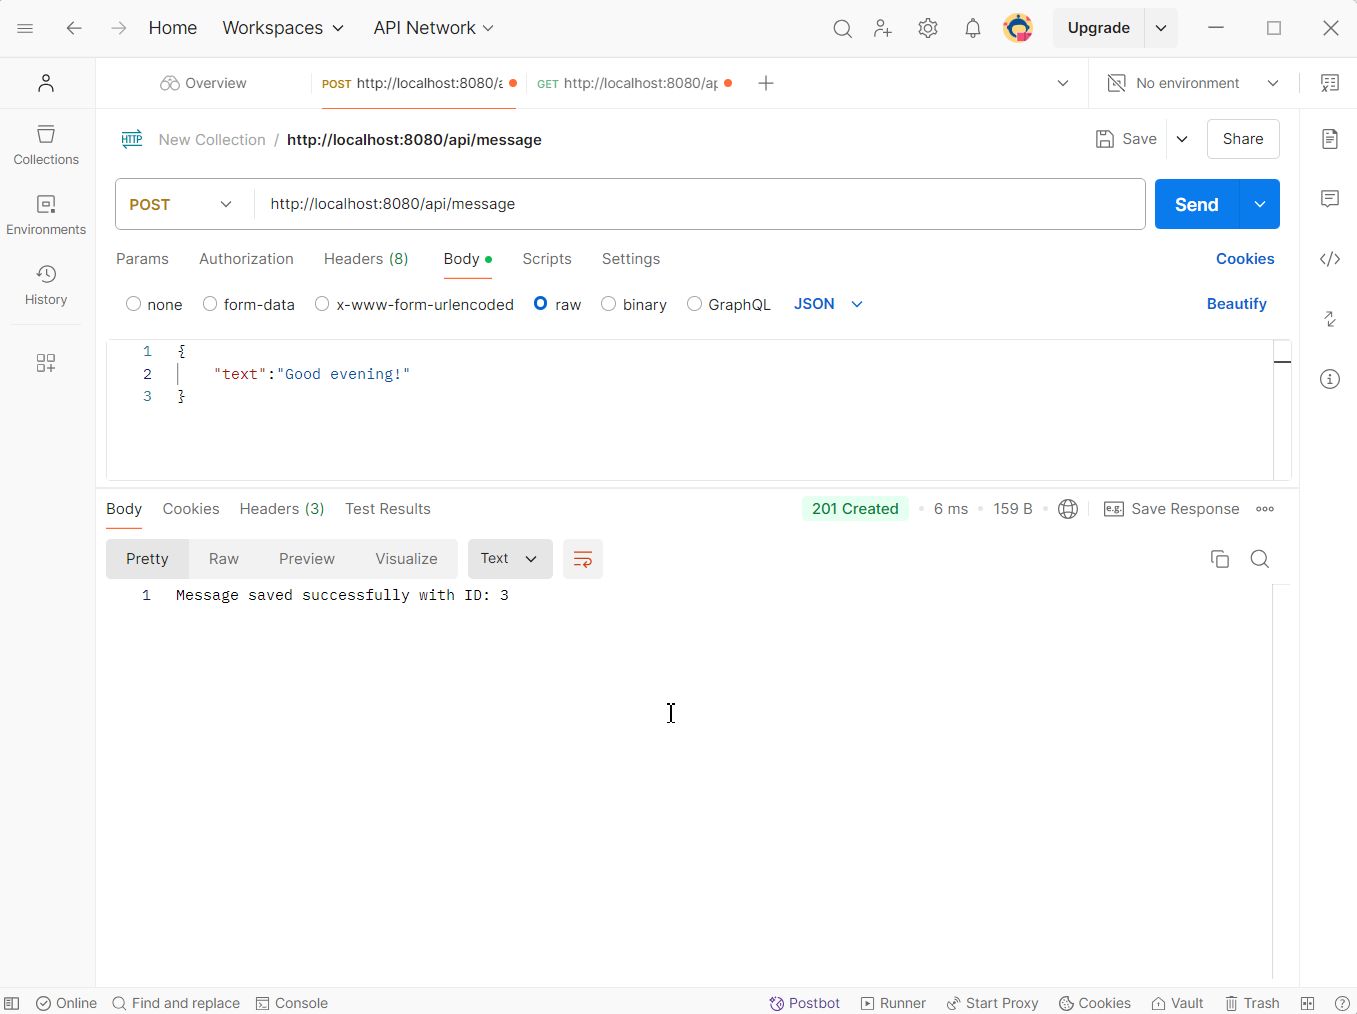 Home Workspaces API Network Upgrade
Overview POST http://localhost:8080/a GET http://localhost:8080/ap No environment
HTTP New Collection / http://localhost:8080/api/message Save Share
Collections
POST http://localhost:8080/api/message Send
Environments
Params Authorization Headers (8) Body Scripts Settings Cookies
History
none form-data x-www-form-urlencoded raw binary GraphQL JSON Beautify
1 {
2 "text":"Good evening!"
3 }
Body Cookies Headers (3) Test Results 201 Created 6 ms 159 B e.g. Save Response
Pretty Raw Preview Visualize Text
1 Message saved successfully with ID: 3
Online Find and replace Console Postbot Runner Start Proxy Cookies Vault Trash